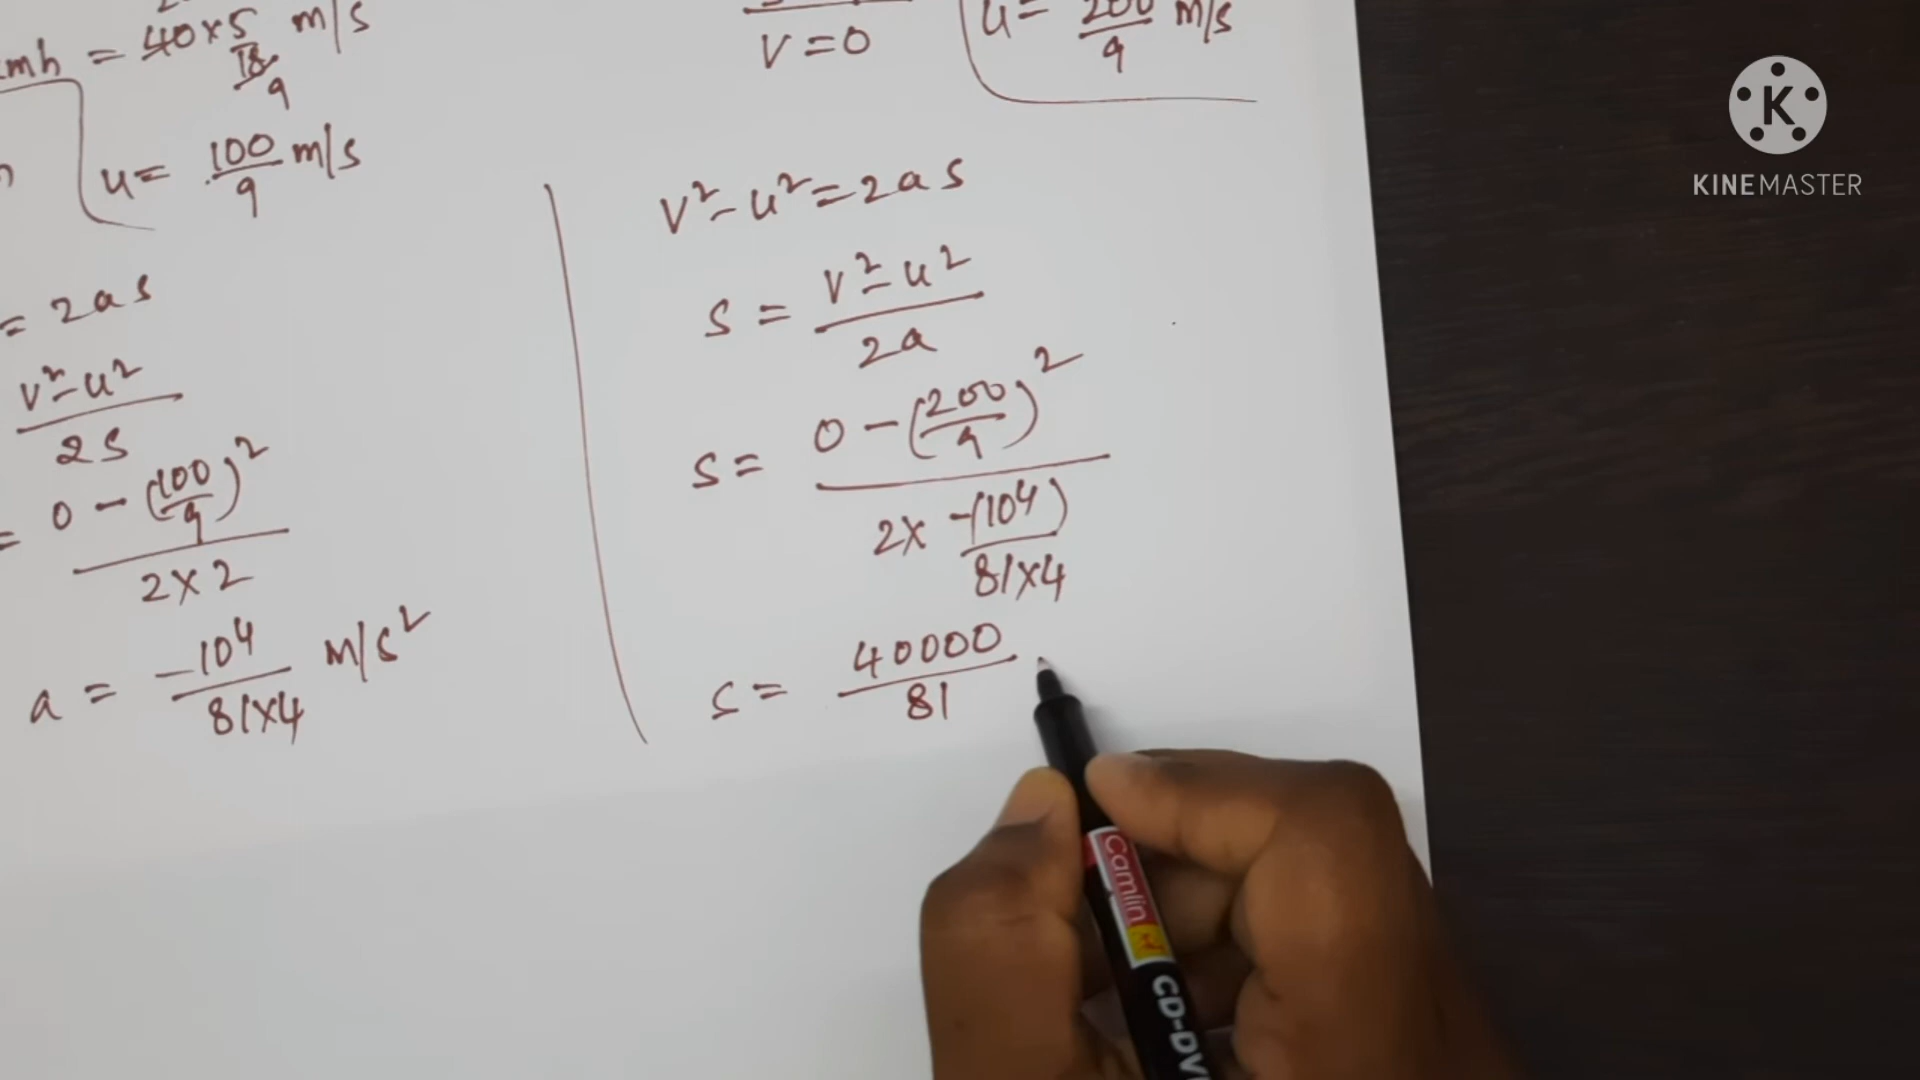 mh = 40×5/18 m/s
9
u = 100/9 m/s
= 2as
v²-u²/2s
= 0 - (100/9)²/2×2
a = -10⁴/81×4 m/s²
v = 0
u = 200/9 m/s
v²-u² = 2as
s = v²-u²/2a
s = 0 - (200/9)²/2× -(10⁴)/81×4
s = 40000/81
K
KINEMASTER
Camlin
CD-DV